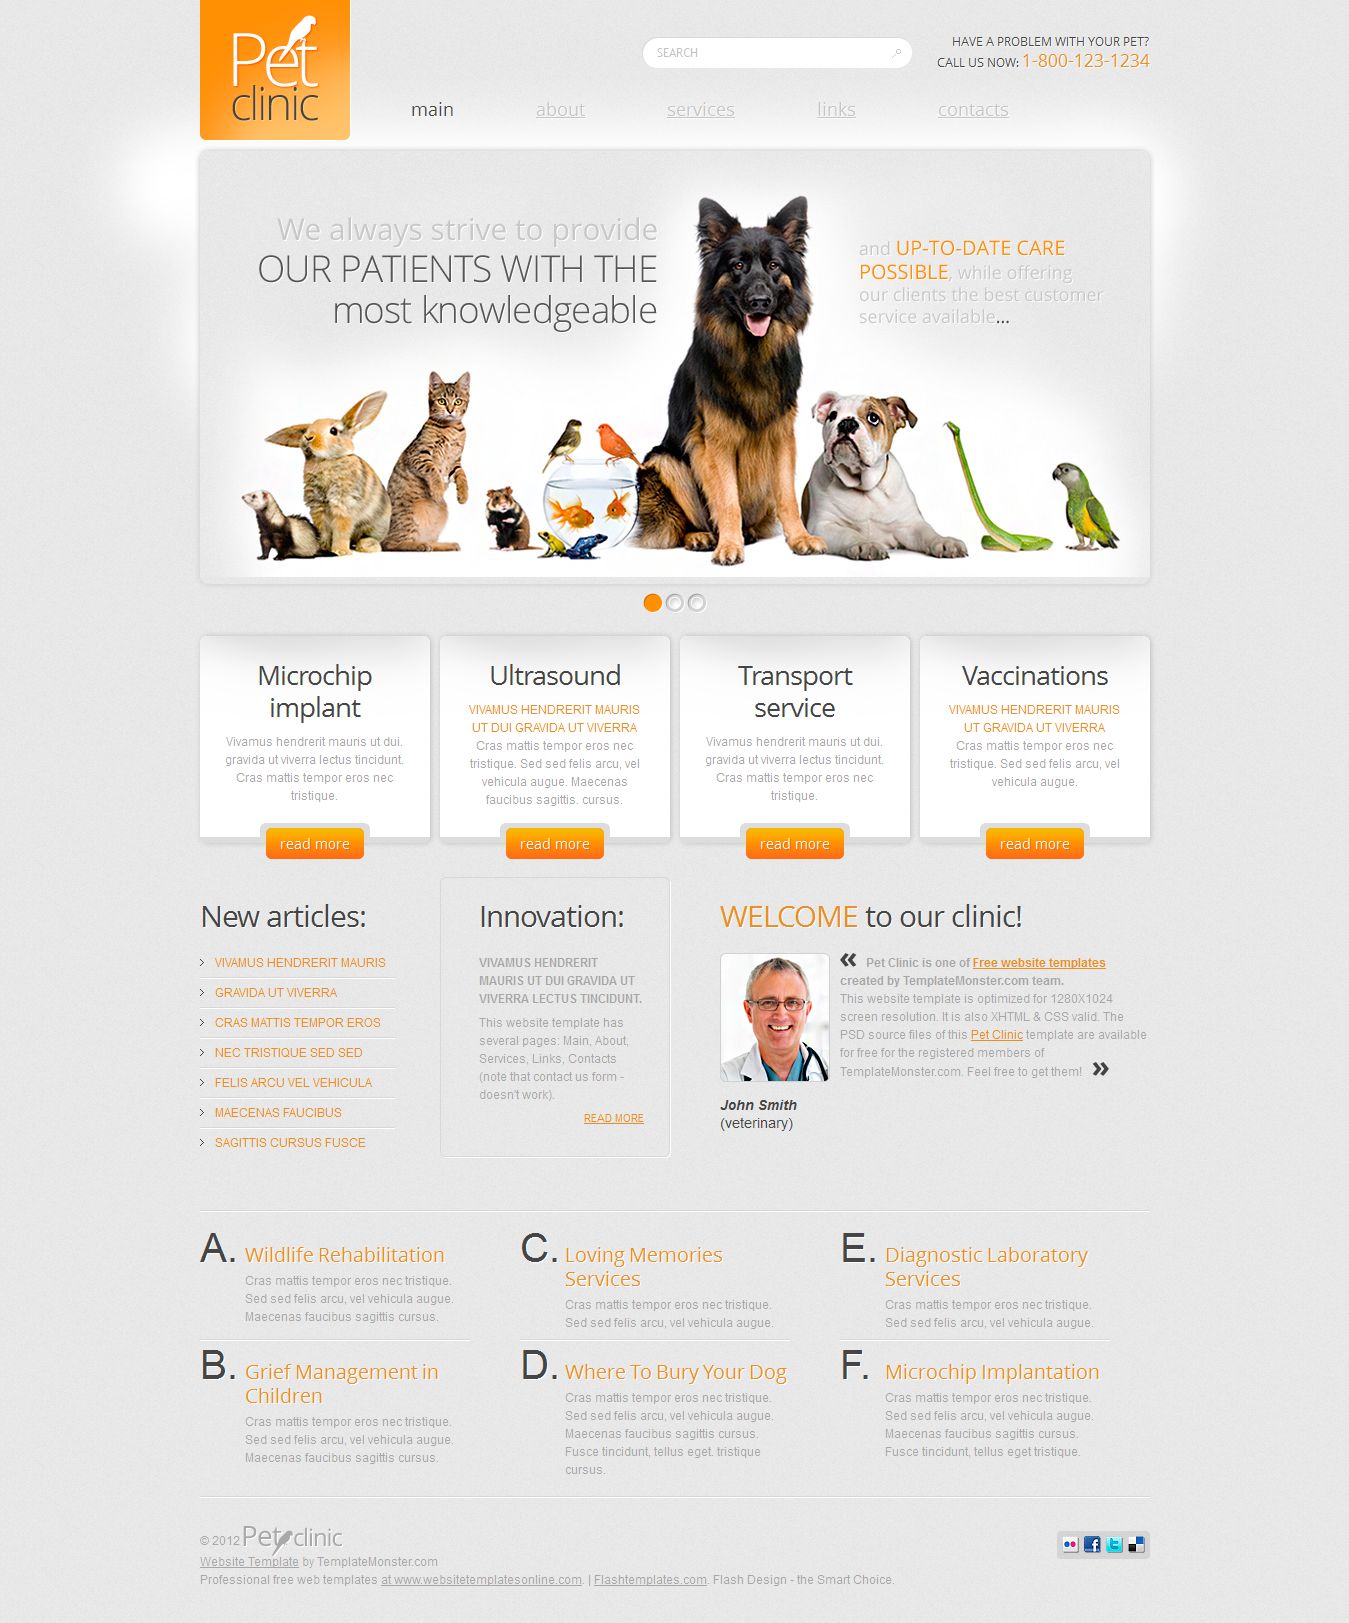 Pet
clinic
SEARCH
HAVE A PROBLEM WITH YOUR PET?
CALL US NOW: 1-800-123-1234
main about services links contacts
We always strive to provide
OUR PATIENTS WITH THE
most knowledgeable
and UP-TO-DATE CARE
POSSIBLE, while offering
our clients the best customer
service available...
Microchip
implant
Vivamus hendrerit mauris ut dui.
gravida ut viverra lectus tincidunt.
Cras mattis tempor eros nec
tristique.
read more
Ultrasound
VIVAMUS HENDRERIT MAURIS
UT DUI GRAVIDA UT VIVERRA
Cras mattis tempor eros nec
tristique. Sed sed felis arcu, vel
vehicula augue. Maecenas
faucibus sagittis. cursus.
read more
Transport
service
Vivamus hendrerit mauris ut dui.
gravida ut viverra lectus tincidunt.
Cras mattis tempor eros nec
tristique.
read more
Vaccinations
VIVAMUS HENDRERIT MAURIS
UT GRAVIDA UT VIVERRA
Cras mattis tempor eros nec
tristique. Sed sed felis arcu, vel
vehicula augue.
read more
New articles:
VIVAMUS HENDRERIT MAURIS
GRAVIDA UT VIVERRA
CRAS MATTIS TEMPOR EROS
NEC TRISTIQUE SED SED
FELIS ARCU VEL VEHICULA
MAECENAS FAUCIBUS
SAGITTIS CURSUS FUSCE
Innovation:
VIVAMUS HENDRERIT
MAURIS UT DUI GRAVIDA UT
VIVERRA LECTUS TINCIDUNT.
This website template has
several pages: Main, About,
Services, Links, Contacts
(note that contact us form -
doesn't work).
READ MORE
WELCOME to our clinic!
« Pet Clinic is one of Free website templates
created by TemplateMonster.com team.
This website template is optimized for 1280X1024
screen resolution. It is also XHTML & CSS valid. The
PSD source files of this Pet Clinic template are available
for free for the registered members of
TemplateMonster.com. Feel free to get them! »
John Smith
(veterinary)
A. Wildlife Rehabilitation
Cras mattis tempor eros nec tristique.
Sed sed felis arcu, vel vehicula augue.
Maecenas faucibus sagittis cursus.
B. Grief Management in
Children
Cras mattis tempor eros nec tristique.
Sed sed felis arcu, vel vehicula augue.
Maecenas faucibus sagittis cursus.
C. Loving Memories
Services
Cras mattis tempor eros nec tristique.
Sed sed felis arcu, vel vehicula augue.
D. Where To Bury Your Dog
Cras mattis tempor eros nec tristique.
Sed sed felis arcu, vel vehicula augue.
Maecenas faucibus sagittis cursus.
Fusce tincidunt, tellus eget. tristique
cursus.
E. Diagnostic Laboratory
Services
Cras mattis tempor eros nec tristique.
Sed sed felis arcu, vel vehicula augue.
F. Microchip Implantation
Cras mattis tempor eros nec tristique.
Sed sed felis arcu, vel vehicula augue.
Maecenas faucibus sagittis cursus.
Fusce tincidunt, tellus eget tristique.
© 2012 Pet clinic
Website Template by TemplateMonster.com
Professional free web templates at www.websitetemplatesonline.com. | Flashtemplates.com. Flash Design - the Smart Choice.